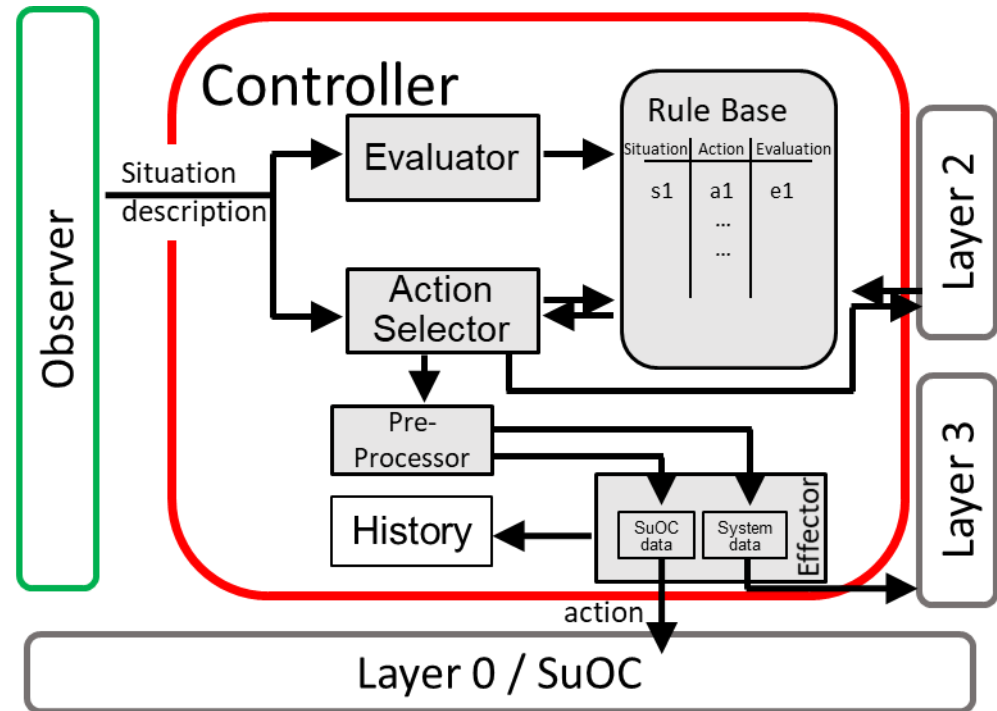 Controller
Observer
Situation
description
Evaluator
Rule Base
Situation Action Evaluation
s1 a1 e1
...
...
Action
Selector
Layer 2
Pre-
Processor
History
SuOC
data
System
data
Effector
Layer 3
action
Layer 0 / SuOC